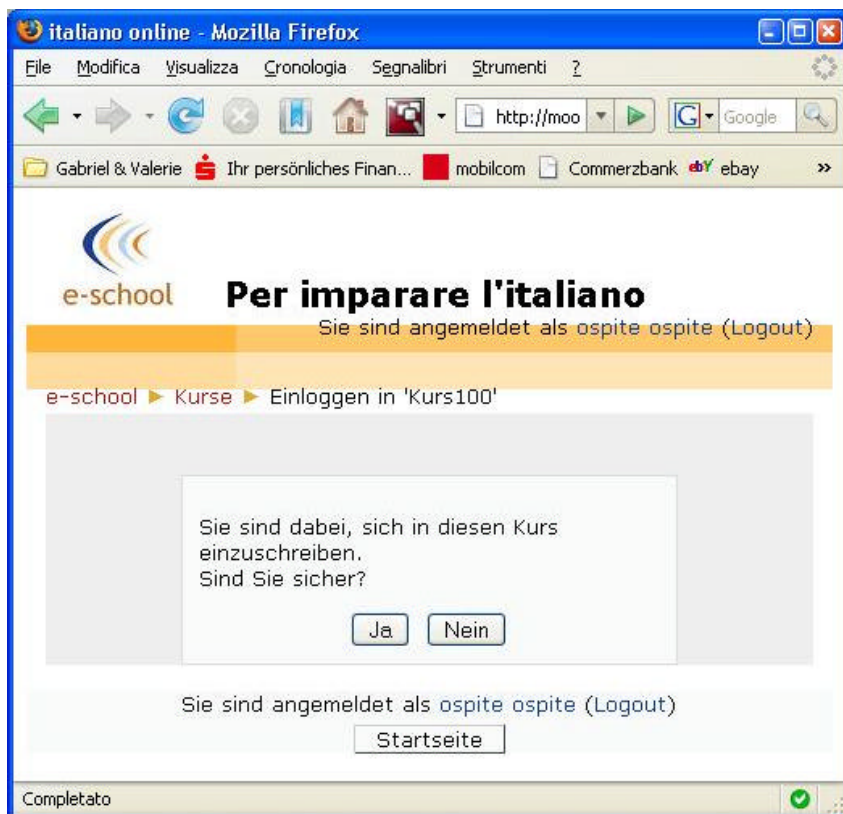 italiano online - Mozilla Firefox
File Modifica Visualizza Cronologia Segnalibri Strumenti ?
http://moo G Google
Gabriel & Valerie Ihr persönliches Finan... mobilcom Commerzbank ebY ebay »
e-school
Per imparare l'italiano
Sie sind angemeldet als ospite ospite (Logout)
e-school ► Kurse ► Einloggen in 'Kurs100'
Sie sind dabei, sich in diesen Kurs
einzuschreiben.
Sind Sie sicher?
Ja Nein
Sie sind angemeldet als ospite ospite (Logout)
Startseite
Completato